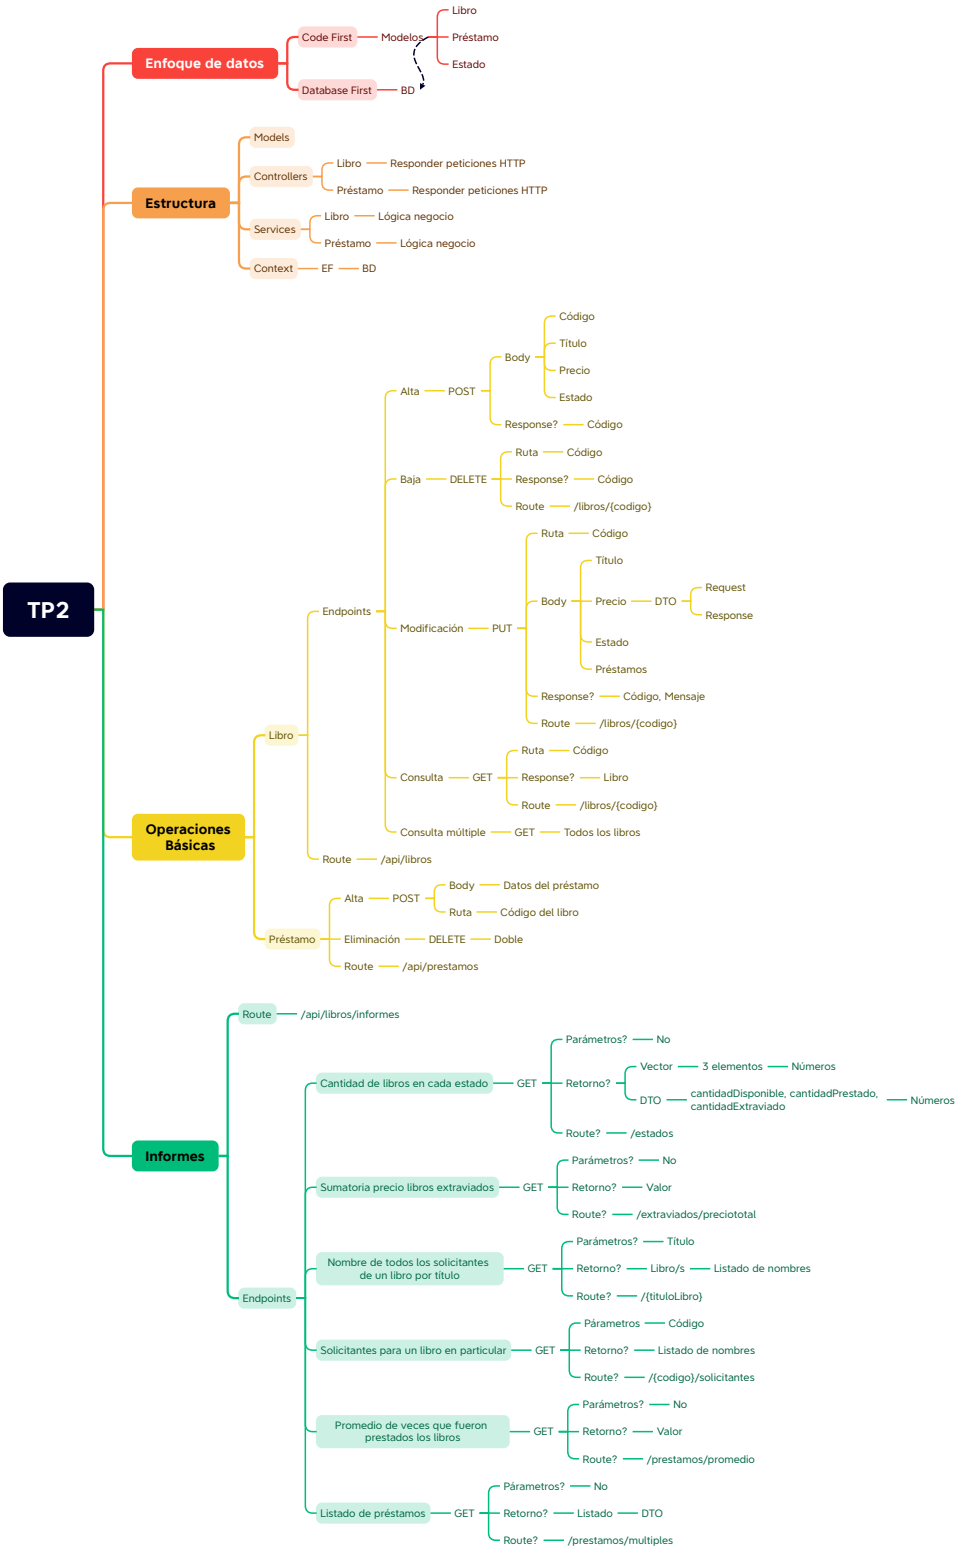 TP2
Enfoque de datos
Code First
Modelos
Libro
Préstamo
Estado
Database First
BD
Estructura
Models
Controllers
Libro
Responder peticiones HTTP
Préstamo
Responder peticiones HTTP
Services
Libro
Lógica negocio
Préstamo
Lógica negocio
Context
EF
BD
Operaciones
Básicas
Libro
Endpoints
Alta
POST
Body
Código
Título
Precio
Estado
Response?
Código
Baja
DELETE
Ruta
Código
Response?
Código
Route
/libros/{codigo}
Modificación
PUT
Ruta
Código
Body
Título
Precio
DTO
Request
Response
Estado
Préstamos
Response?
Código, Mensaje
Route
/libros/{codigo}
Consulta
GET
Ruta
Código
Response?
Libro
Route
/libros/{codigo}
Consulta múltiple
GET
Todos los libros
Route
/api/libros
Préstamo
Alta
POST
Body
Datos del préstamo
Ruta
Código del libro
Eliminación
DELETE
Doble
Route
/api/prestamos
Informes
Route
/api/libros/informes
Endpoints
Cantidad de libros en cada estado
GET
Parámetros?
No
Retorno?
Vector
3 elementos
Números
DTO
cantidadDisponible, cantidadPrestado,
cantidadExtraviado
Números
Route?
/estados
Sumatoria precio libros extraviados
GET
Parámetros?
No
Retorno?
Valor
Route?
/extraviados/preciototal
Nombre de todos los solicitantes
de un libro por título
GET
Parámetros?
Título
Retorno?
Libro/s
Listado de nombres
Route?
/{tituloLibro}
Solicitantes para un libro en particular
GET
Párametros
Código
Retorno?
Listado de nombres
Route?
/{codigo}/solicitantes
Promedio de veces que fueron
prestados los libros
GET
Parámetros?
No
Retorno?
Valor
Route?
/prestamos/promedio
Listado de préstamos
GET
Párametros?
No
Retorno?
Listado
DTO
Route?
/prestamos/multiples